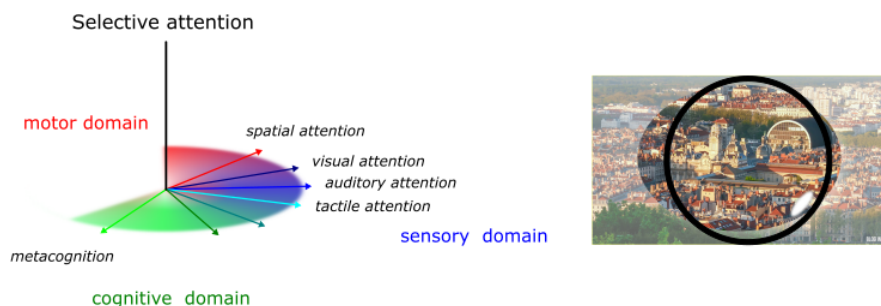 Selective attention
motor domain
spatial attention
visual attention
auditory attention
tactile attention
sensory domain
metacognition
cognitive domain